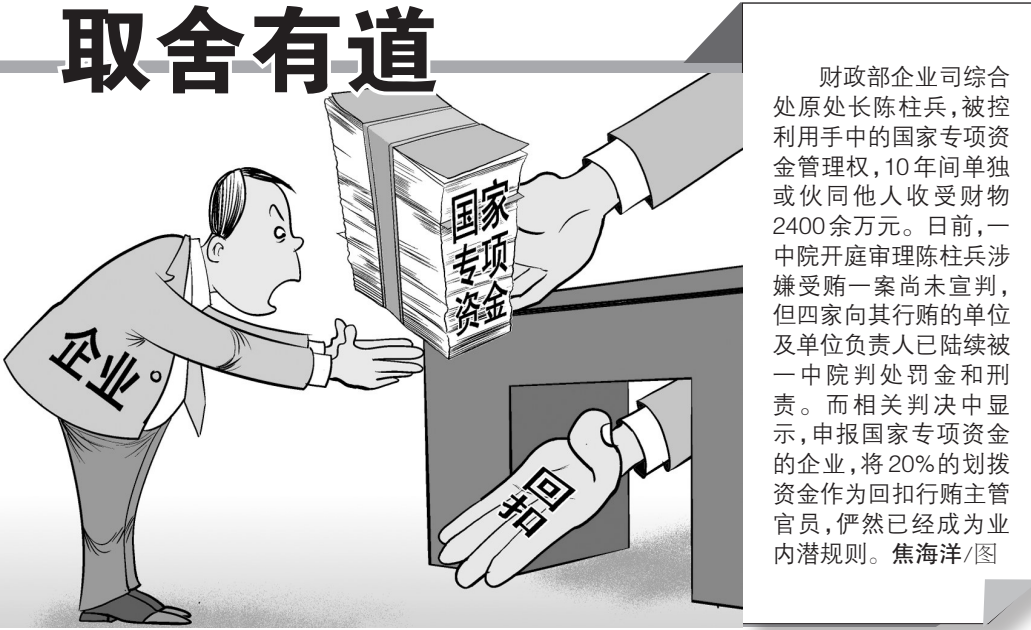 取舍有道
国家
专项
资金
企业
回扣
财政部企业司综合
处原处长陈柱兵，被控
利用手中的国家专项资
金管理权，10年间单独
或伙同他人收受财物
2400余万元。日前，一
中院开庭审理陈柱兵涉
嫌受贿一案尚未宣判，
但四家向其行贿的单位
及单位负责人已陆续被
一中院判处罚金和刑
责。而相关判决中显
示，申报国家专项资金
的企业，将20%的划拨
资金作为回扣行贿主管
官员，俨然已经成为业
内潜规则。焦海洋/图